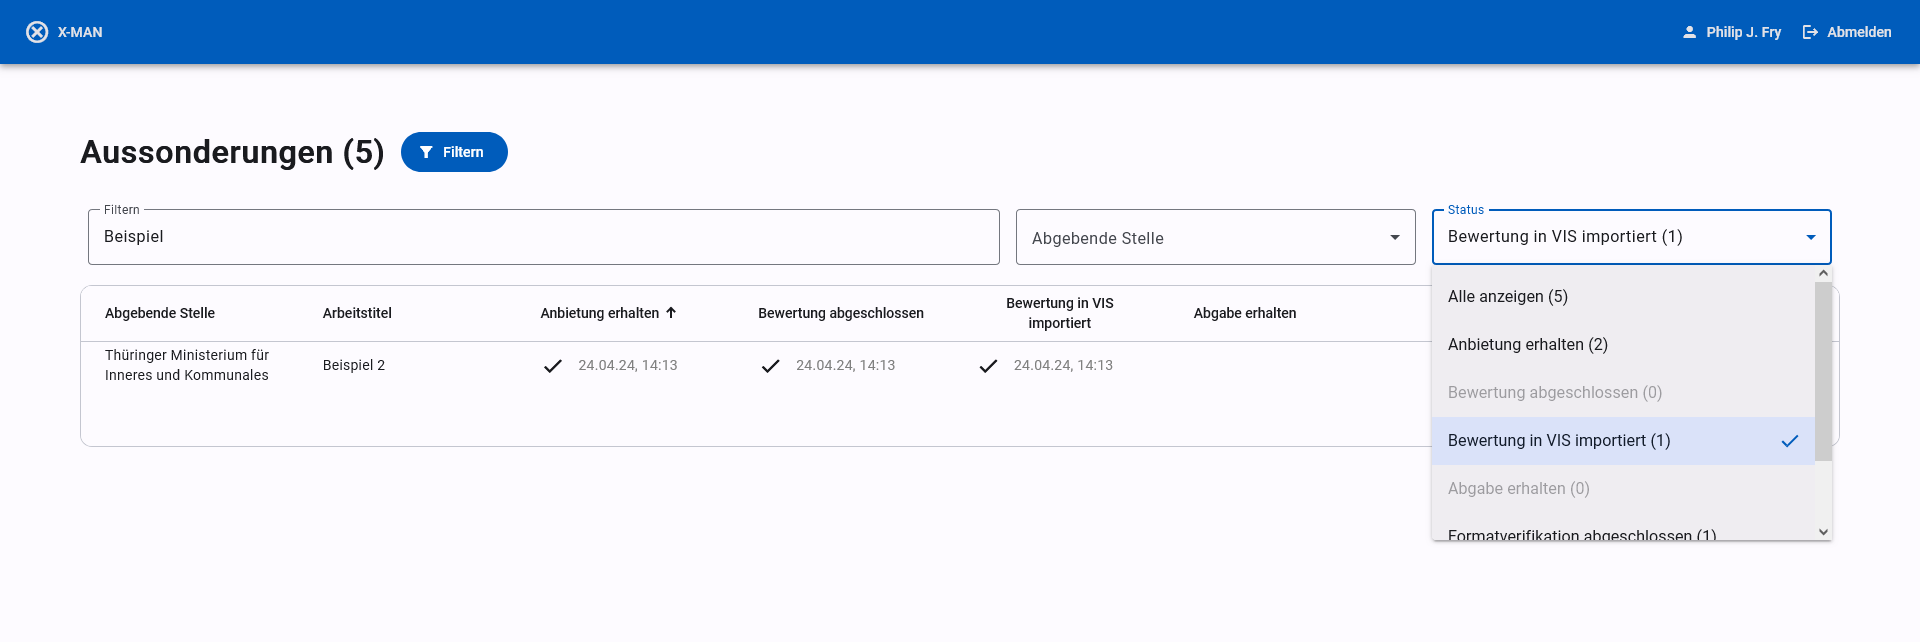 X-MAN
Philip J. Fry
Abmelden
Aussonderungen (5)
Filtern
Filtern
Beispiel
Abgebende Stelle
Status
Bewertung in VIS importiert (1)
Abgebende Stelle
Arbeitstitel
Anbietung erhalten
Bewertung abgeschlossen
Bewertung in VIS
importiert
Abgabe erhalten
Thüringer Ministerium für
Inneres und Kommunales
Beispiel 2
24.04.24, 14:13
24.04.24, 14:13
24.04.24, 14:13
Alle anzeigen (5)
Anbietung erhalten (2)
Bewertung abgeschlossen (0)
Bewertung in VIS importiert (1)
Abgabe erhalten (0)
Formatverifikation abgeschlossen (1)